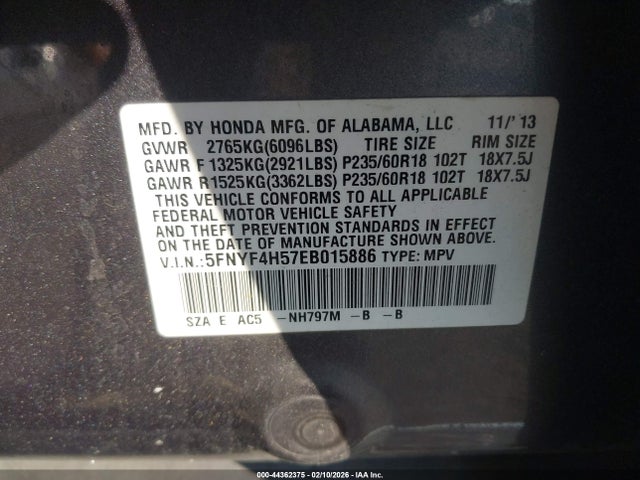 MFD. BY HONDA MFG. OF ALABAMA, LLC 11/'13
GVWR 2765KG(6096LBS) TIRE SIZE RIM SIZE
GAWR F 1325KG(2921LBS) P235/60R18 102T 18X7.5J
GAWR R1525KG(3362LBS) P235/60R18 102T 18X7.5J
THIS VEHICLE CONFORMS TO ALL APPLICABLE
FEDERAL MOTOR VEHICLE SAFETY
AND THEFT PREVENTION STANDARDS IN EFFECT
ON THE DATE OF MANUFACTURE SHOWN ABOVE.
V.I.N.:5FNYF4H57EB015886 TYPE: MPV
SZA E AC5 -NH797M -B -B
000-44362375 - 02/10/2026 - IAA Inc.